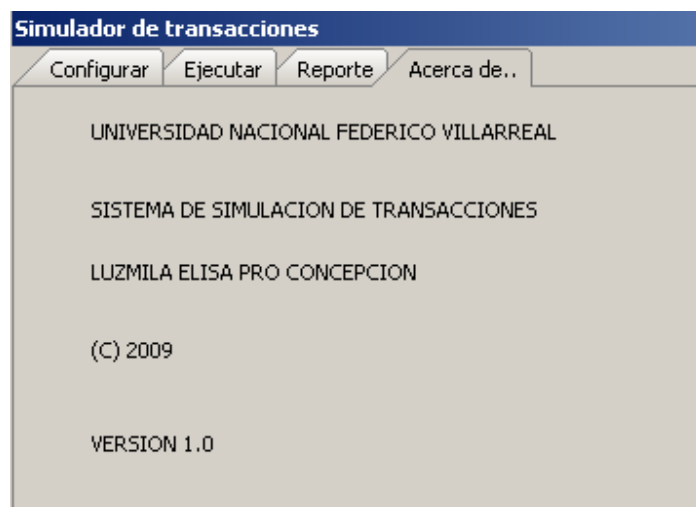 Simulador de transacciones
Configurar Ejecutar Reporte Acerca de..
UNIVERSIDAD NACIONAL FEDERICO VILLARREAL
SISTEMA DE SIMULACION DE TRANSACCIONES
LUZMILA ELISA PRO CONCEPCION
(C) 2009
VERSION 1.0